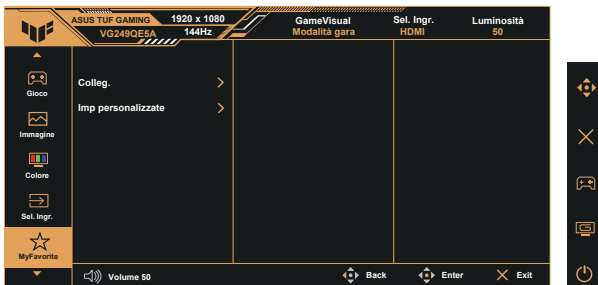 ASUS TUF GAMING 1920 x 1080
VG249QE5A 144Hz
GameVisual
Modalità gara
Sel. Ingr.
HDMI
Luminosità
50
Gioco
Immagine
Colore
Sel. Ingr.
MyFavorite
Colleg.
Imp personalizzate
Volume 50
Back
Enter
Exit